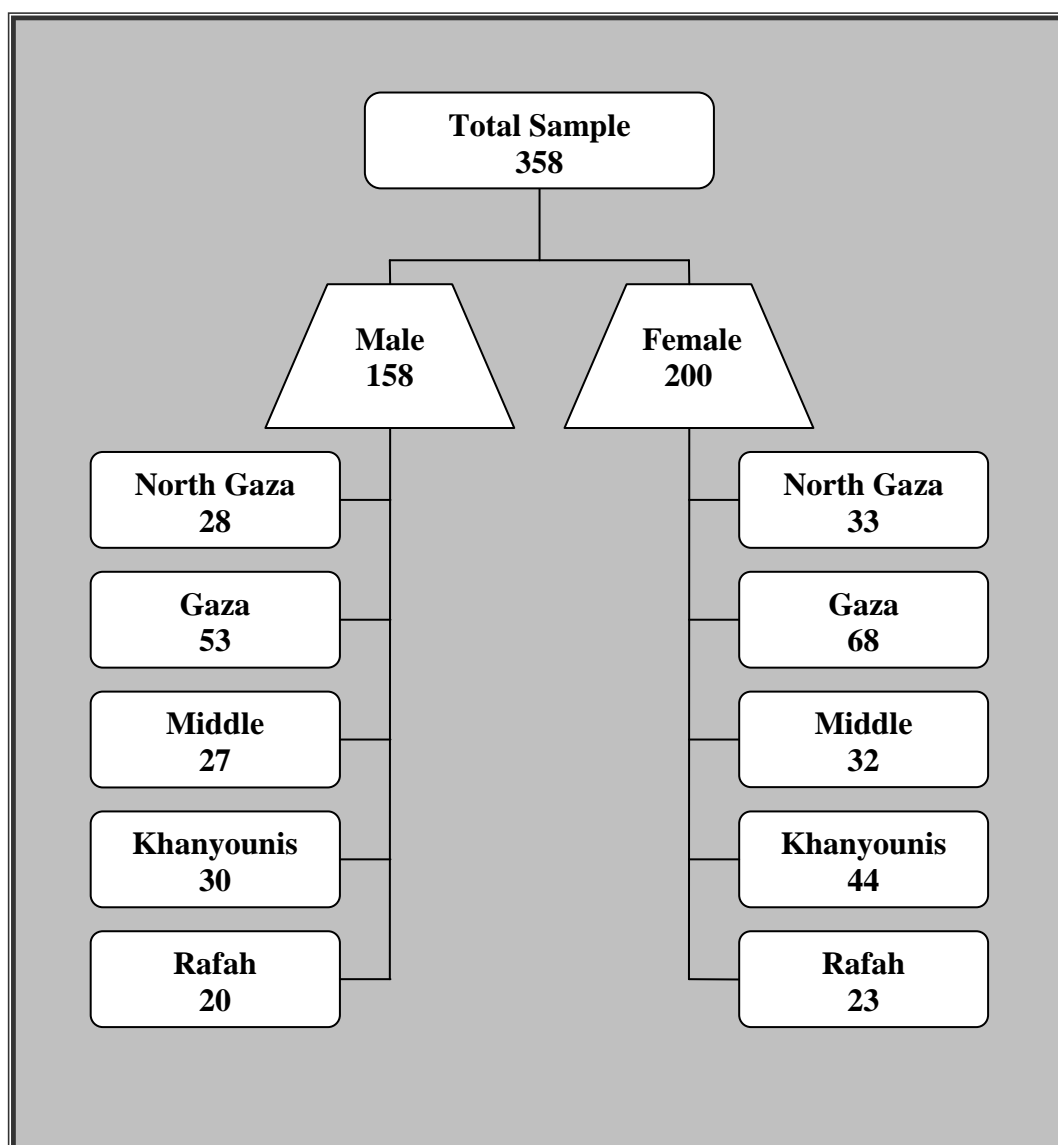 Total Sample
358
Male
158
Female
200
North Gaza
28
Gaza
53
Middle
27
Khanyounis
30
Rafah
20
North Gaza
33
Gaza
68
Middle
32
Khanyounis
44
Rafah
23